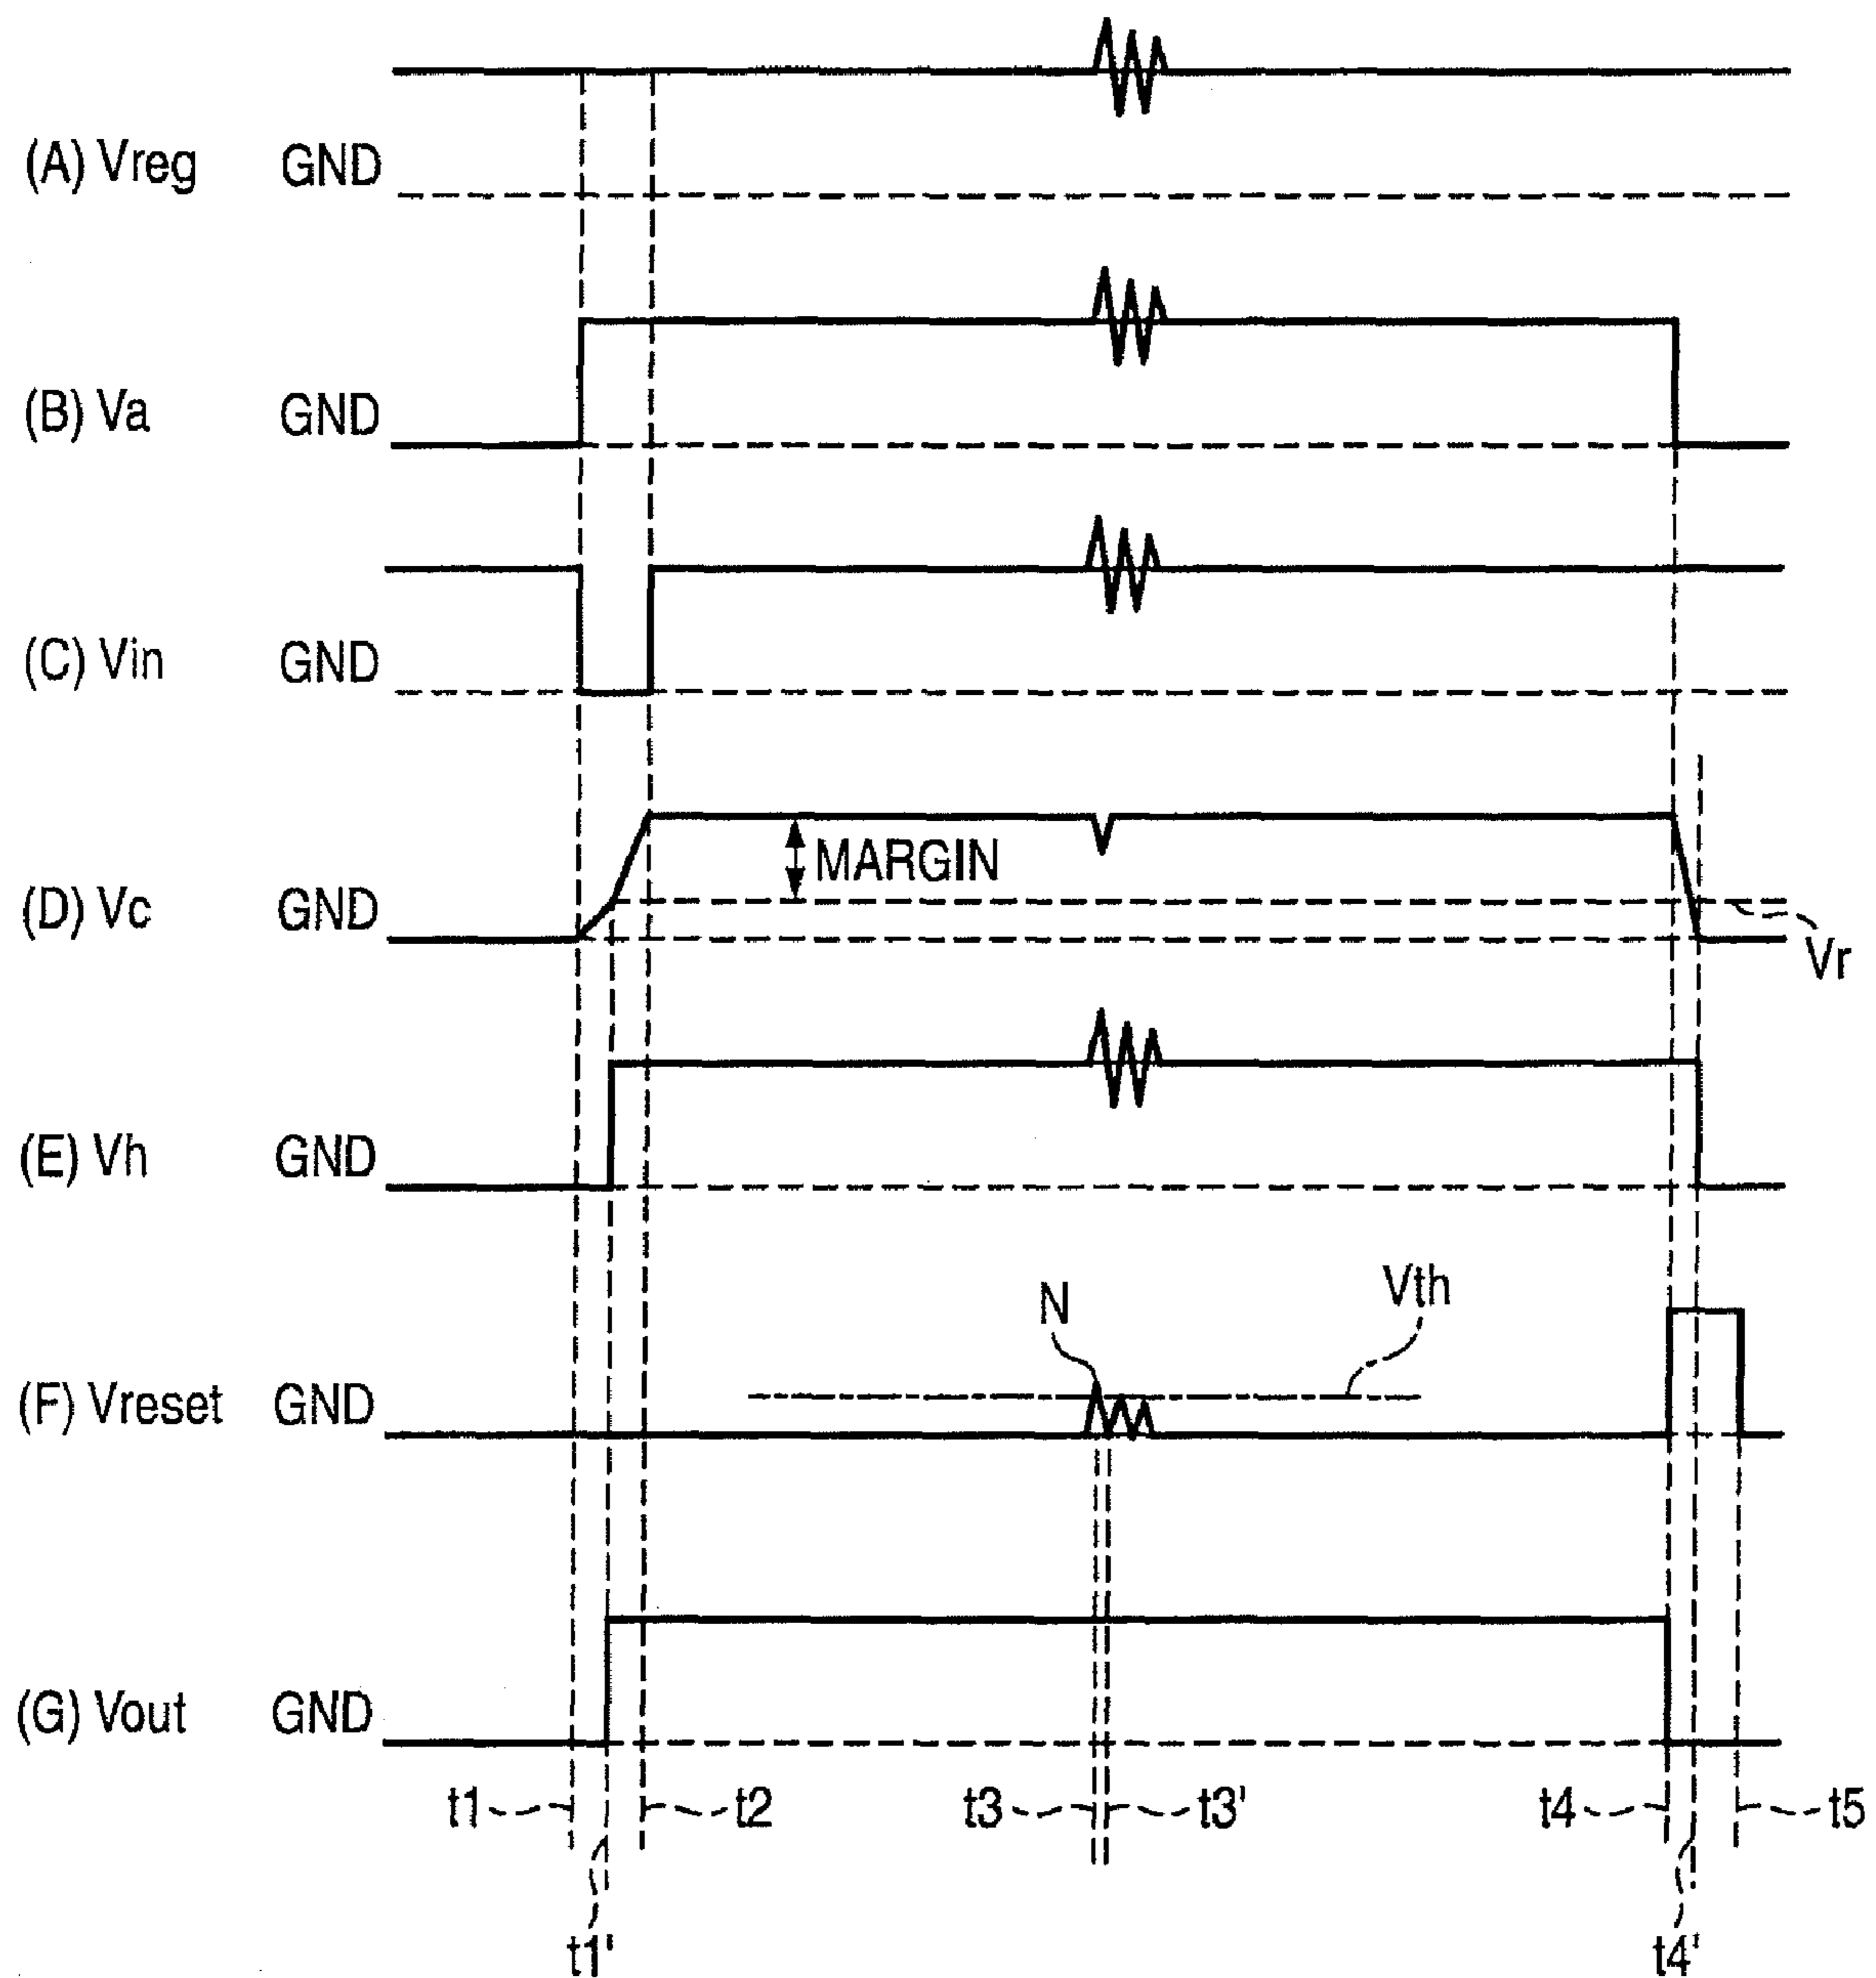 (A) Vreg GND
(B) Va GND
(C) Vin GND
MARGIN
(D) Vc GND
Vr
(E) Vh GND
N Vth
(F) Vreset GND
(G) Vout GND
t1 t2 t3 t3' t4 t5
t1' t4'